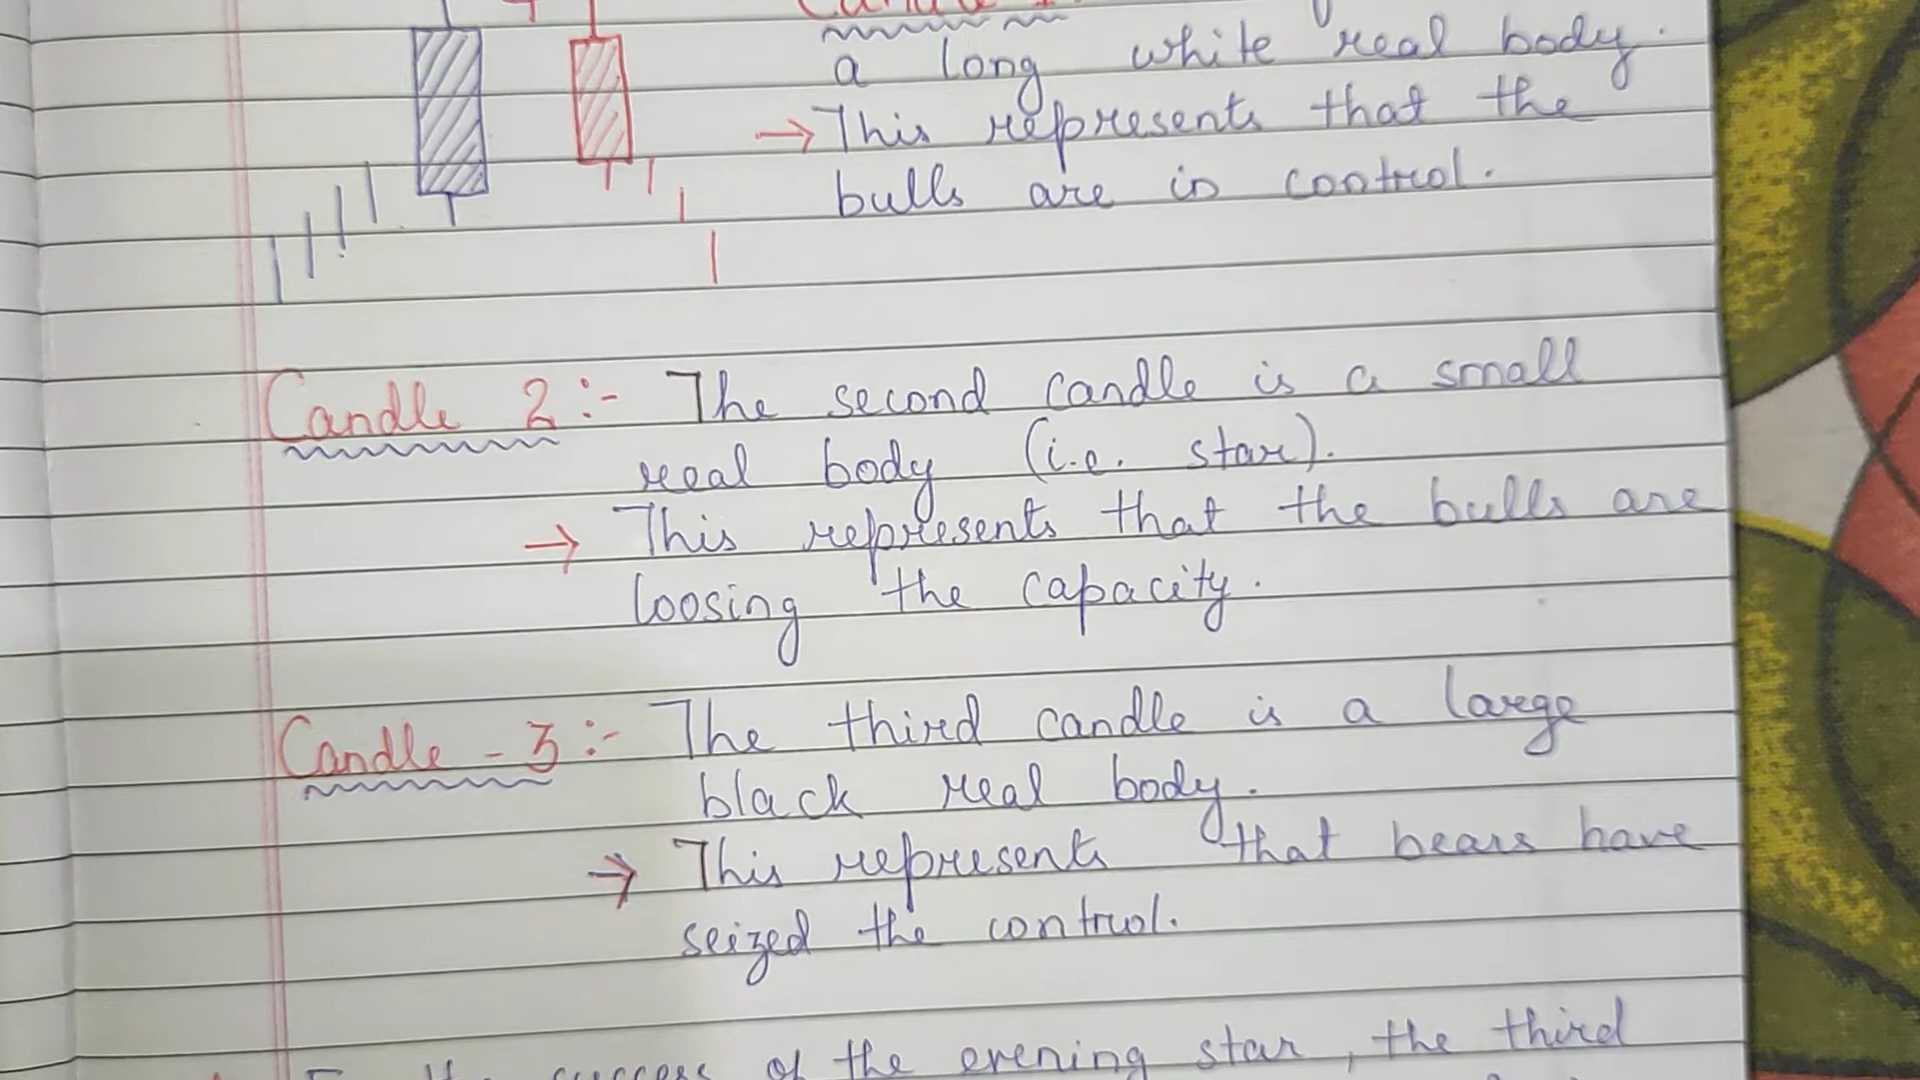 a long white real body.
→ This represents that the
bulls are in control.
Candle 2 :- The second candle is a small
real body (i.e. star).
→ This represents that the bulls are
loosing the capacity.
Candle - 3 :- The third candle is a large
black real body.
→ This represents that bears have
seized the control.
success of the evening star, the third